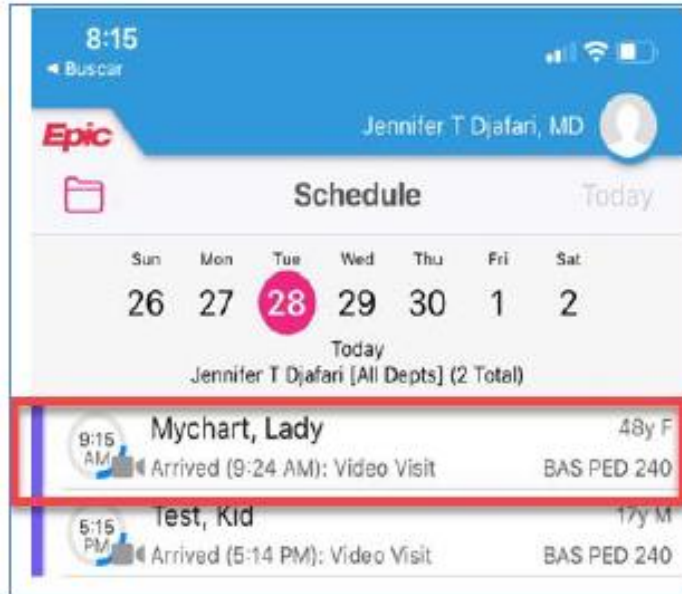 8:15
◄ Buscar
Epic
Jennifer T Djafari, MD
Schedule Today
Sun Mon Tue Wed Thu Fri Sat
26 27 28 29 30 1 2
Today
Jennifer T Djafari [All Depts] (2 Total)
9:15 AM
Mychart, Lady 48y F
Arrived (9:24 AM): Video Visit BAS PED 240
5:15 PM
Test, Kid 17y M
Arrived (5:14 PM): Video Visit BAS PED 240